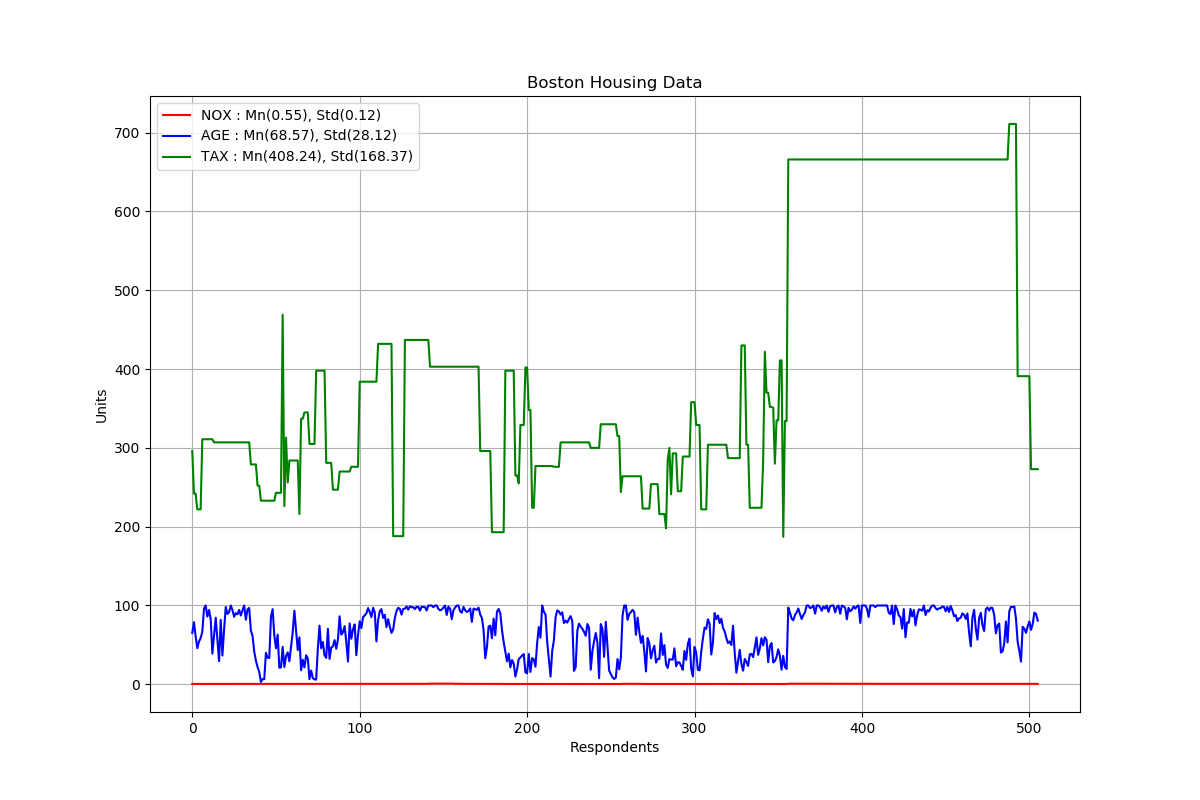 Boston Housing Data
NOX : Mn(0.55), Std(0.12)
AGE : Mn(68.57), Std(28.12)
TAX : Mn(408.24), Std(168.37)
700
600
500
400
300
200
100
0
Units
0 100 200 300 400 500
Respondents